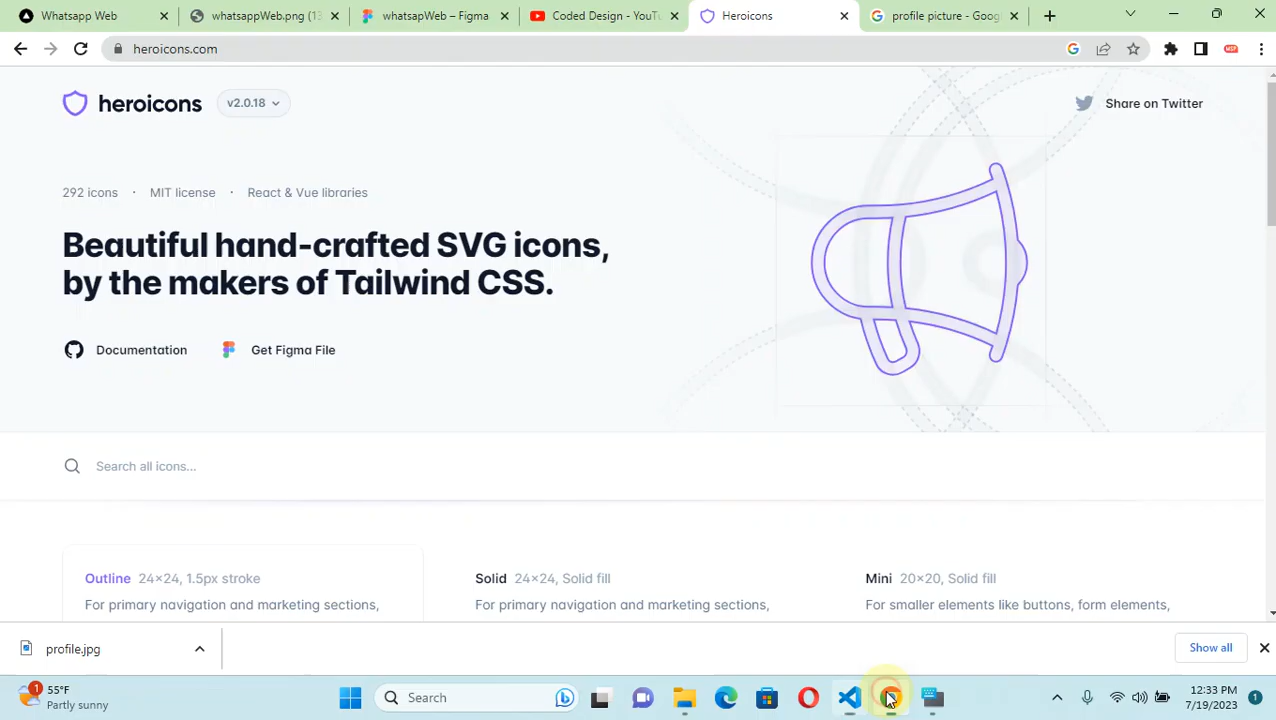 WhatsApp Web
whatsappWeb.png (13
whatsapWeb – Figma
Coded Design - YouTu
Heroicons
profile picture - Goog
heroicons.com
heroicons
v2.0.18
Share on Twitter
292 icons · MIT license · React & Vue libraries
Beautiful hand-crafted SVG icons,
by the makers of Tailwind CSS.
Documentation
Get Figma File
Search all icons...
Outline 24×24, 1.5px stroke
For primary navigation and marketing sections,
Solid 24×24, Solid fill
For primary navigation and marketing sections,
Mini 20×20, Solid fill
For smaller elements like buttons, form elements,
profile.jpg
Show all
1
55°F
Partly sunny
Search
12:33 PM
7/19/2023
1